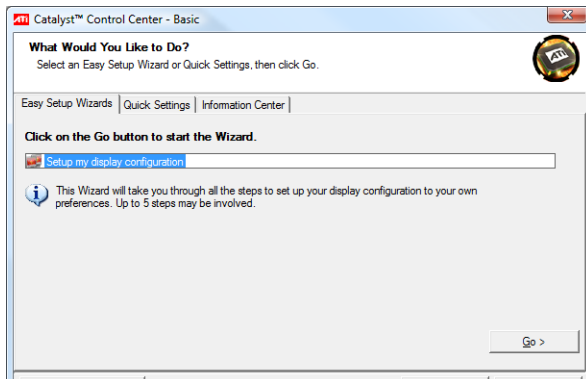 ATI Catalyst™ Control Center - Basic
What Would You Like to Do?
Select an Easy Setup Wizard or Quick Settings, then click Go.
ATI
Easy Setup Wizards Quick Settings Information Center
Click on the Go button to start the Wizard.
Setup my display configuration
This Wizard will take you through all the steps to set up your display configuration to your own
preferences. Up to 5 steps may be involved.
Go >